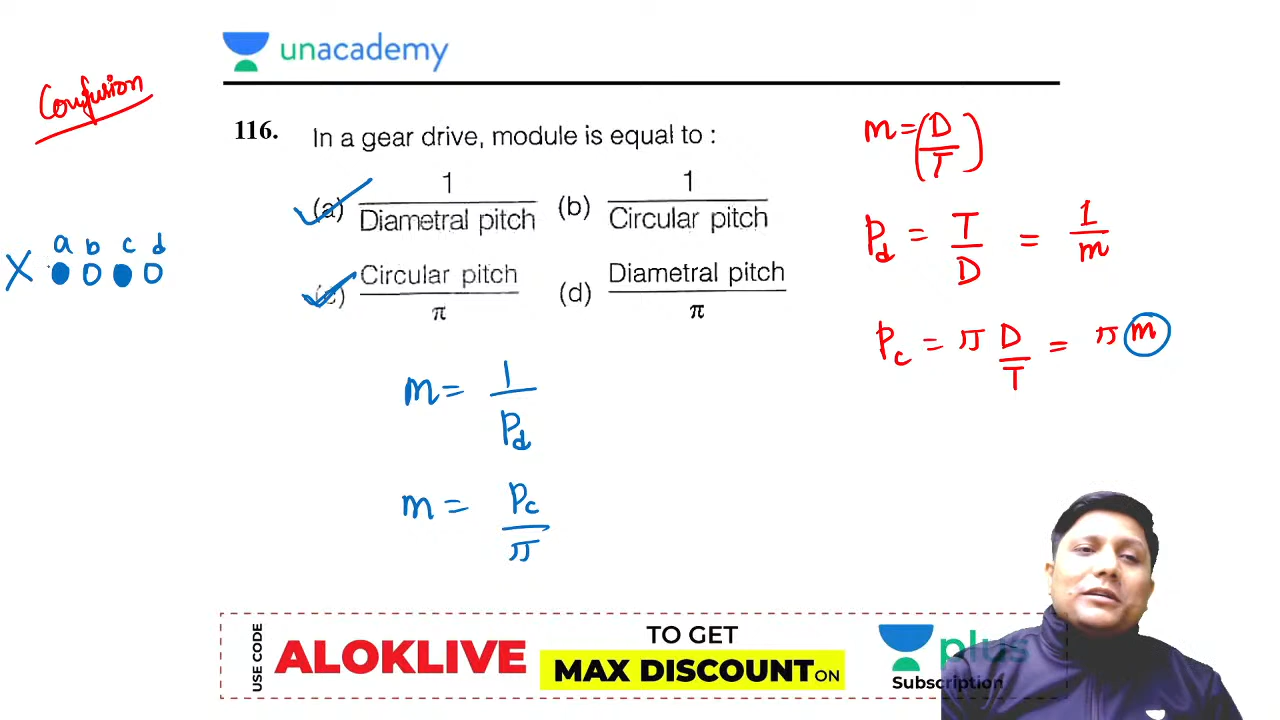 unacademy
Confusion
116. In a gear drive, module is equal to :
(a) 1 / Diametral pitch (b) 1 / Circular pitch
(c) Circular pitch / π (d) Diametral pitch / π
X a b c d
m = (D / T)
Pd = T / D = 1 / m
Pc = π D / T = π m
m = 1 / Pd
m = Pc / π
USE CODE
ALOKLIVE
TO GET
MAX DISCOUNT ON
plus
Subscription